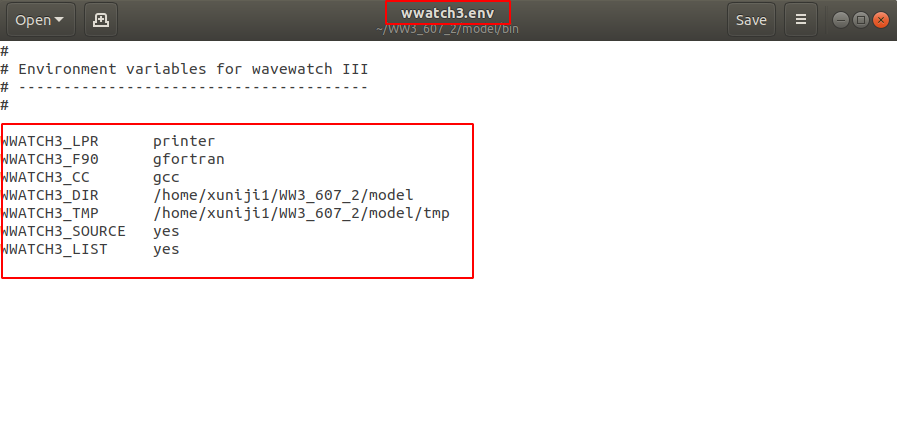 Open
wwatch3.env
~/WW3_607_2/model/bin
Save
#
# Environment variables for wavewatch III
# ---------------------------------------
#
WWATCH3_LPR      printer
WWATCH3_F90      gfortran
WWATCH3_CC       gcc
WWATCH3_DIR      /home/xuniji1/WW3_607_2/model
WWATCH3_TMP      /home/xuniji1/WW3_607_2/model/tmp
WWATCH3_SOURCE   yes
WWATCH3_LIST     yes